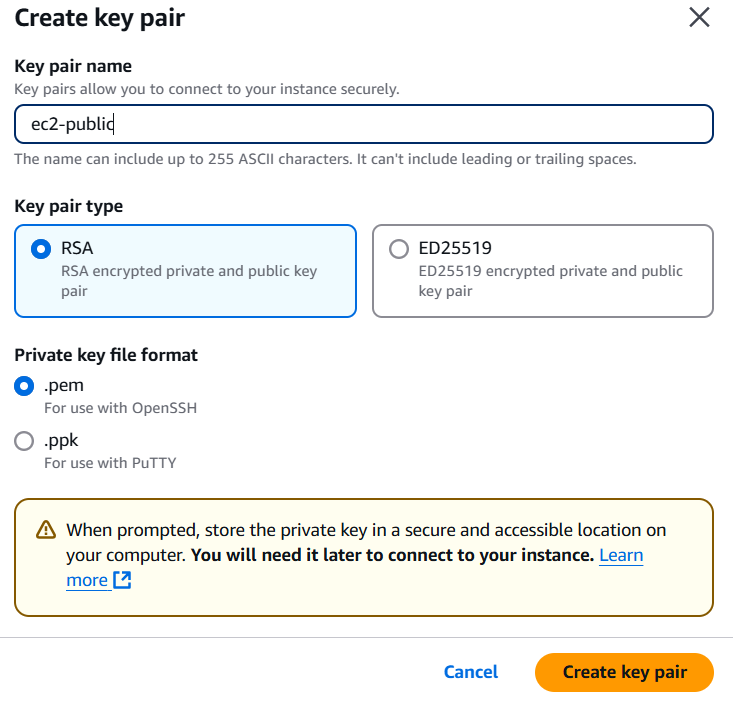 Create key pair
Key pair name
Key pairs allow you to connect to your instance securely.
ec2-public
The name can include up to 255 ASCII characters. It can't include leading or trailing spaces.
Key pair type
RSA
RSA encrypted private and public key
pair
ED25519
ED25519 encrypted private and public
key pair
Private key file format
.pem
For use with OpenSSH
.ppk
For use with PuTTY
When prompted, store the private key in a secure and accessible location on
your computer. You will need it later to connect to your instance. Learn
more
Cancel
Create key pair